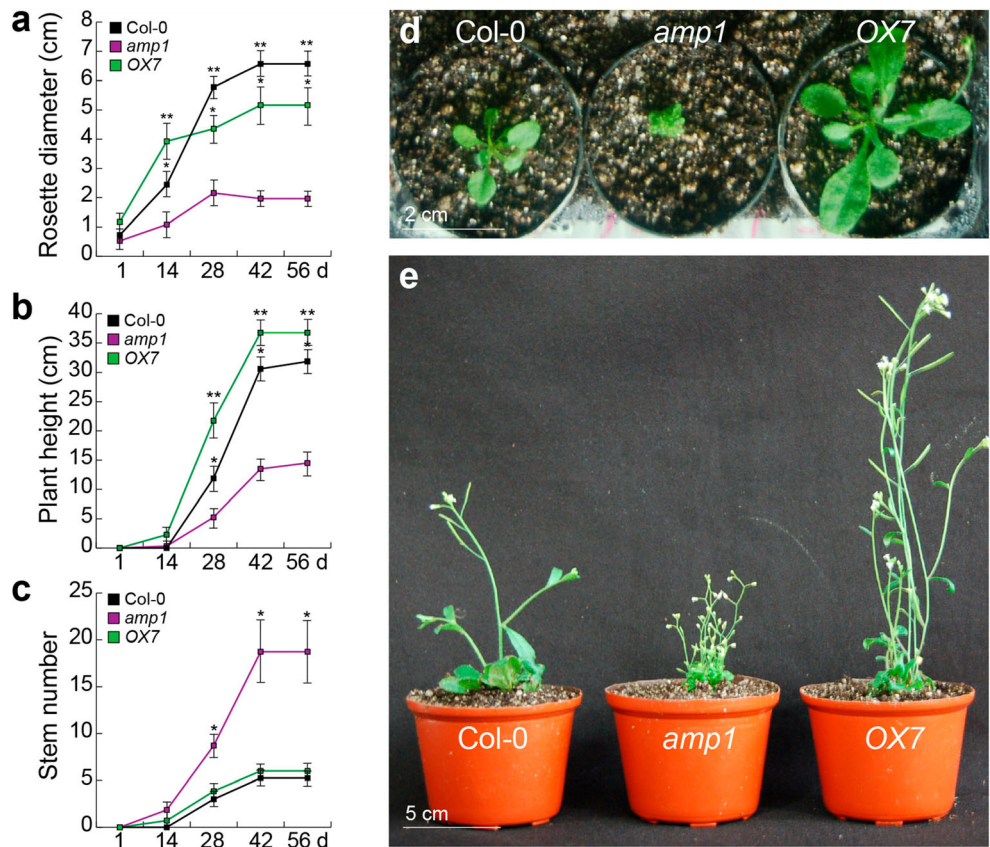 a
Rosette diameter (cm)
8
7
6
5
4
3
2
1
0
Col-0
amp1
OX7
**
*
**
*
**
*
**
*
1 14 28 42 56 d
b
Plant height (cm)
40
35
30
25
20
15
10
5
0
Col-0
amp1
OX7
**
*
**
*
**
*
1 14 28 42 56 d
c
Stem number
25
20
15
10
5
0
Col-0
amp1
OX7
*
*
*
1 14 28 42 56 d
d
Col-0 amp1 OX7
2 cm
e
Col-0 amp1 OX7
5 cm